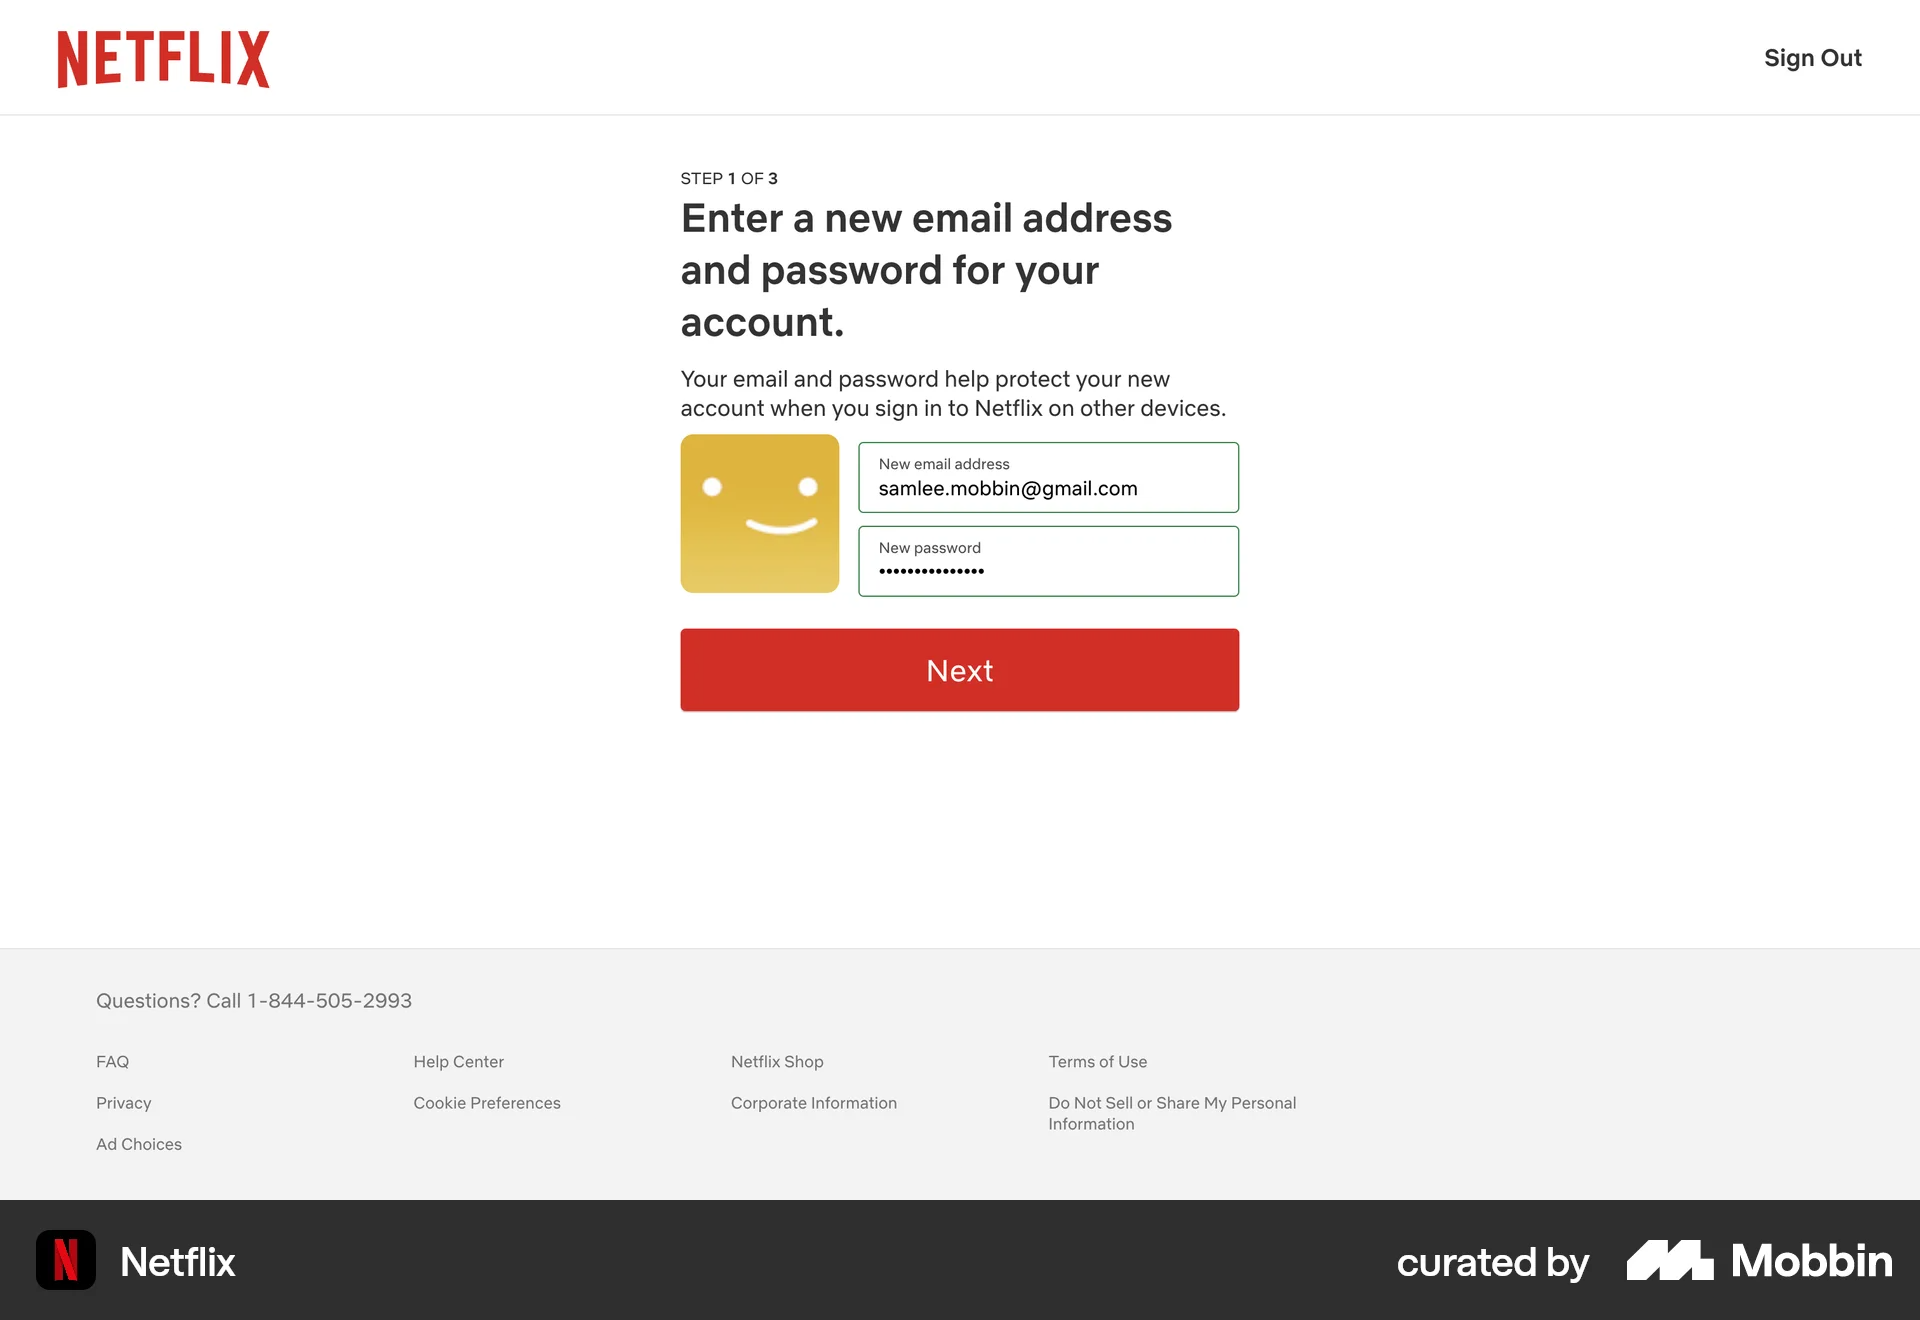 NETFLIX
Sign Out
STEP 1 OF 3
Enter a new email address
and password for your
account.
Your email and password help protect your new
account when you sign in to Netflix on other devices.
New email address
samlee.mobbin@gmail.com
New password
•••••••••••••••
Next
Questions? Call 1-844-505-2993
FAQ
Help Center
Netflix Shop
Terms of Use
Privacy
Cookie Preferences
Corporate Information
Do Not Sell or Share My Personal
Information
Ad Choices
N
Netflix
curated by
Mobbin